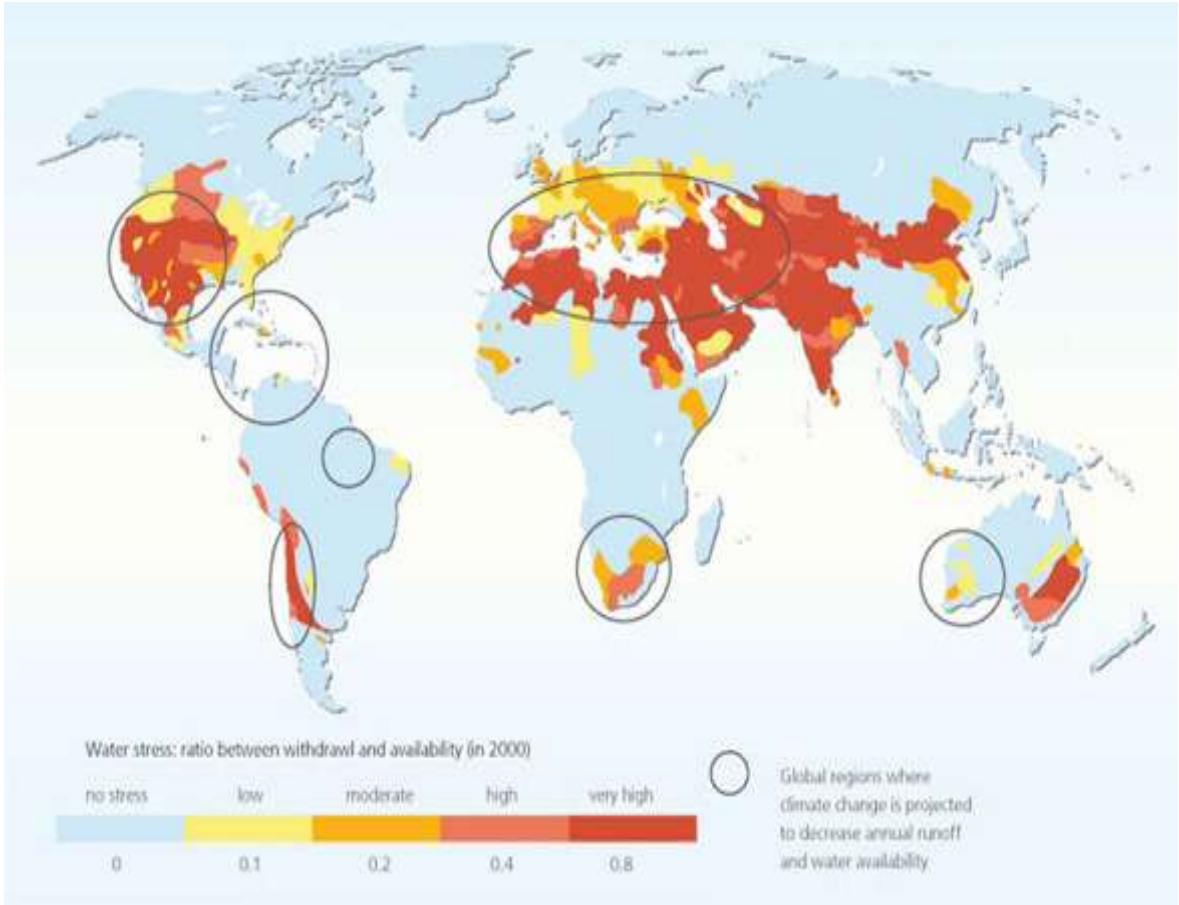 Water stress: ratio between withdrawl and availability (in 2000)
no stress low moderate high very high
0 0.1 0.2 0.4 0.8
Global regions where
climate change is projected
to decrease annual runoff
and water availability